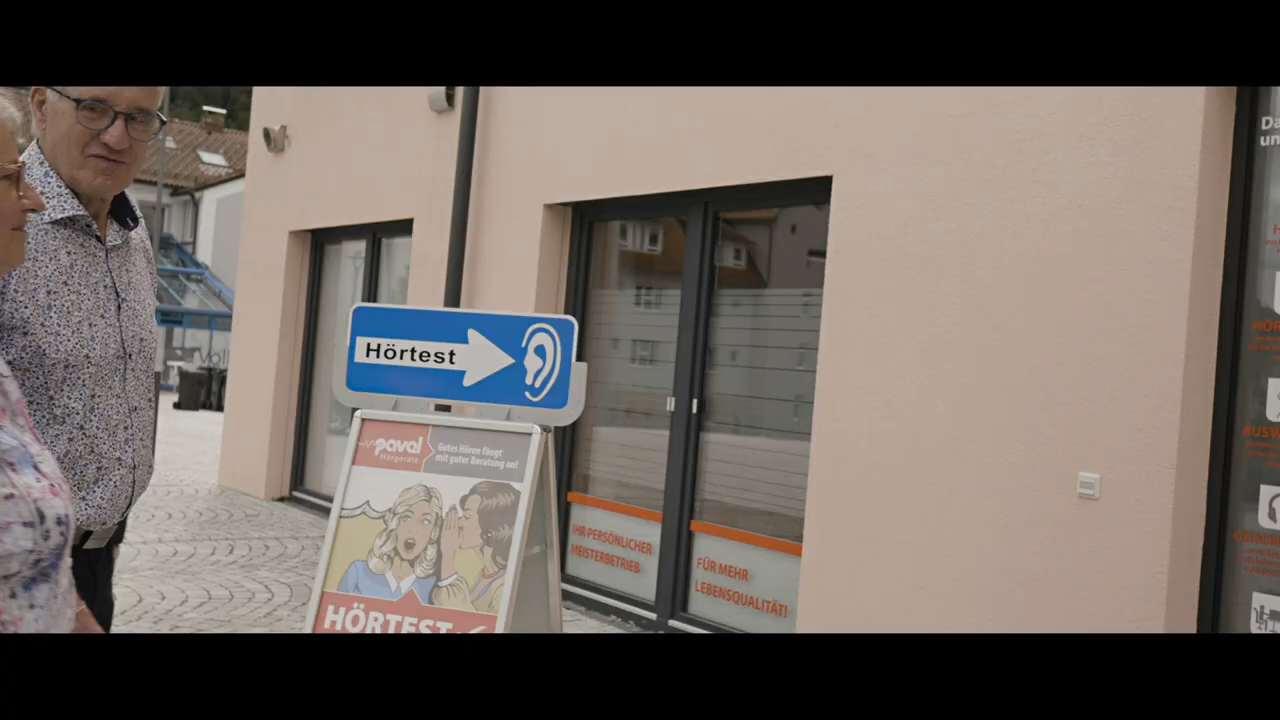 Hörtest
paval
Hörgeräte
Gutes Hören fängt
mit guter Beratung an!
HÖRTEST
IHR PERSÖNLICHER
MEISTERBETRIEB
FÜR MEHR
LEBENSQUALITÄT!